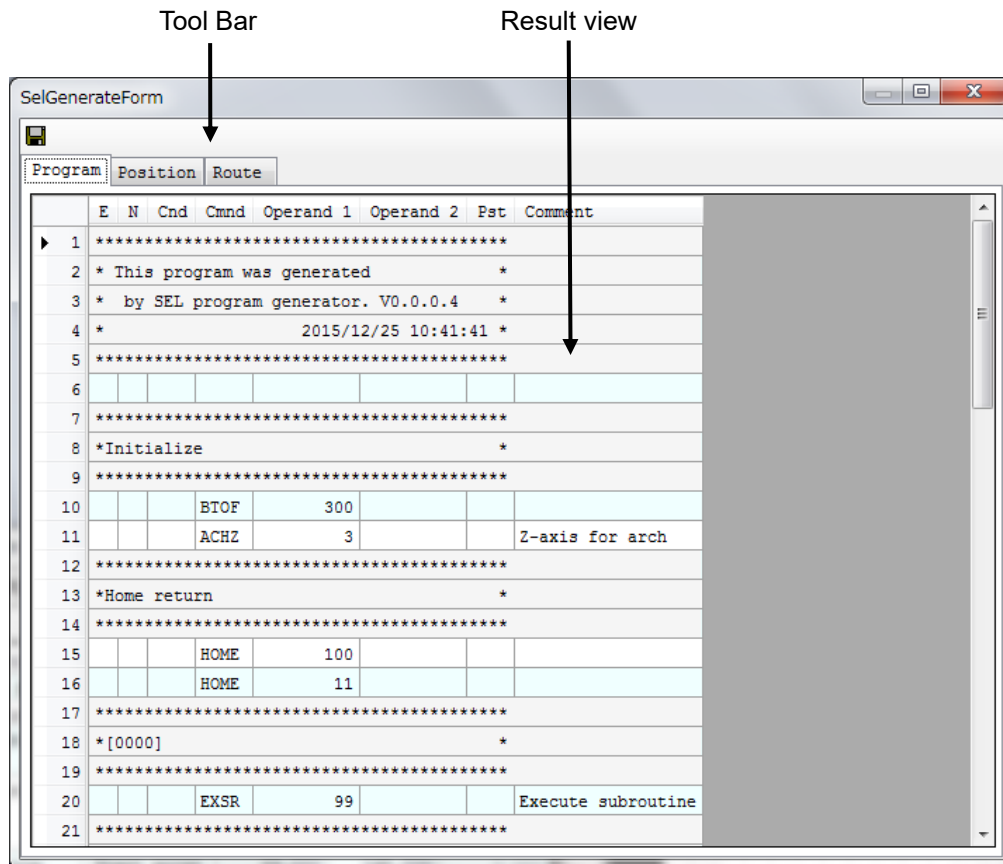 Tool Bar Result view
SelGenerateForm
Program Position Route
E N Cnd Cmnd Operand 1 Operand 2 Pst Comment
1 ******************************************
2 * This program was generated *
3 * by SEL program generator. V0.0.0.4 *
4 * 2015/12/25 10:41:41 *
5 ******************************************
6
7 ******************************************
8 *Initialize *
9 ******************************************
10 BTOF 300
11 ACHZ 3 Z-axis for arch
12 ******************************************
13 *Home return *
14 ******************************************
15 HOME 100
16 HOME 11
17 ******************************************
18 *[0000] *
19 ******************************************
20 EXSR 99 Execute subroutine
21 ******************************************